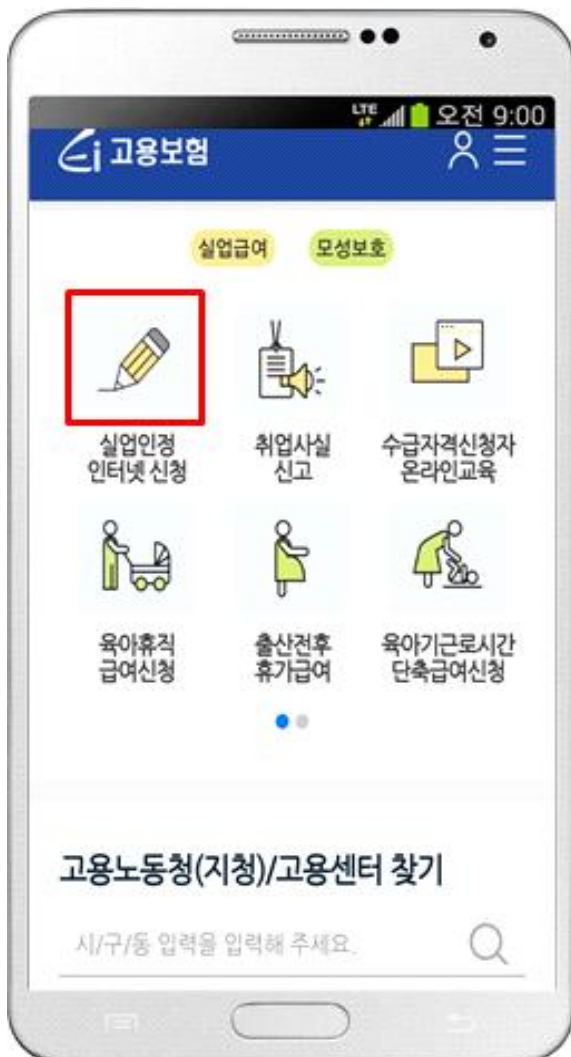 LTE 오전 9:00
Ei 고용보험
실업급여 모성보호
실업인정
인터넷 신청
취업사실
신고
수급자격신청자
온라인교육
육아휴직
급여신청
출산전후
휴가급여
육아기근로시간
단축급여신청
고용노동청(지청)/고용센터 찾기
시/구/동 입력을 입력해 주세요.